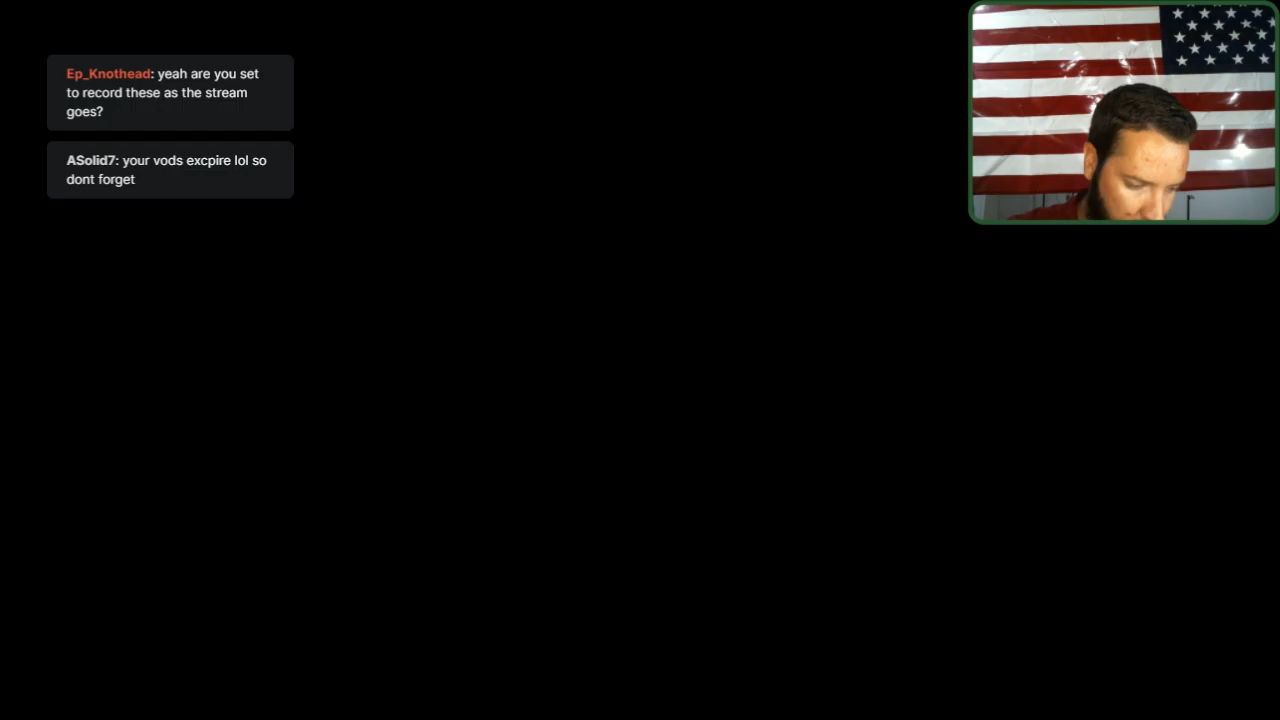 Ep_Knothead: yeah are you set
to record these as the stream
goes?
ASolid7: your vods excpire lol so
dont forget